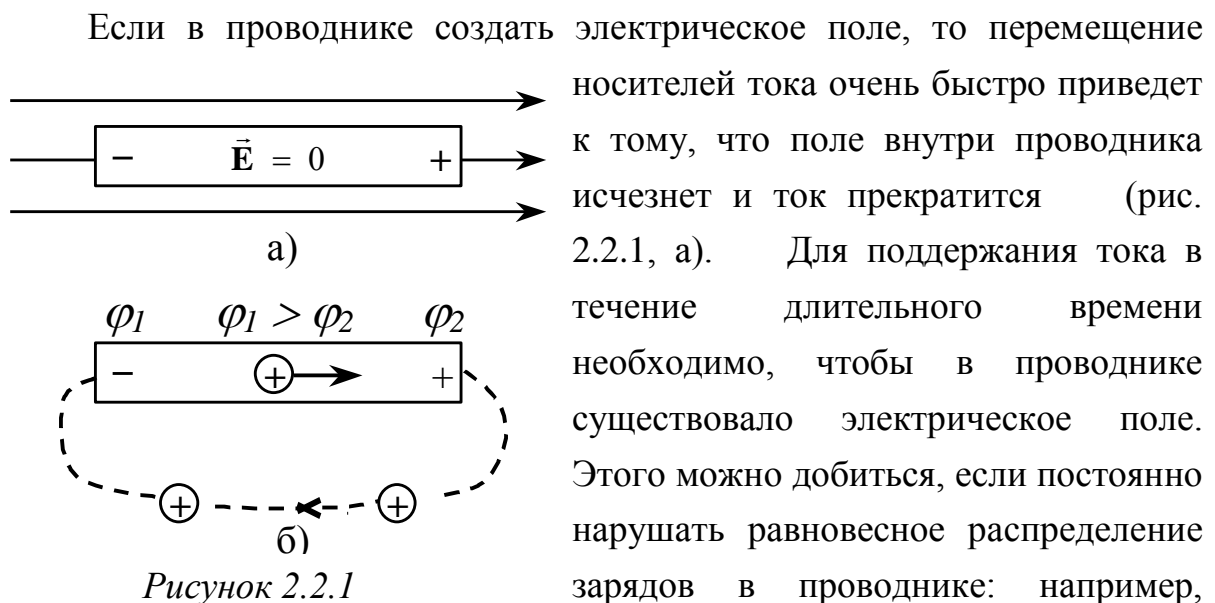 Если в проводнике создать электрическое поле, то перемещение
носителей тока очень быстро приведет
к тому, что поле внутри проводника
исчезнет и ток прекратится (рис.
2.2.1, а). Для поддержания тока в
течение длительного времени
необходимо, чтобы в проводнике
существовало электрическое поле.
Этого можно добиться, если постоянно
нарушать равновесное распределение
зарядов в проводнике: например,
− E⃗ = 0 +
а)
φ1 φ1 > φ2 φ2
− + +
+ +
б)
Рисунок 2.2.1